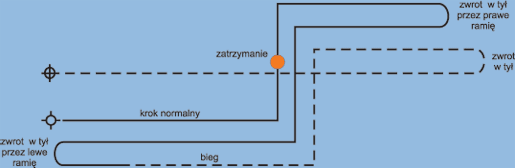 zwrot w tył
przez prawe
ramię
zatrzymanie
zwrot
w tył
krok normalny
zwrot w tył
przez lewe
ramię
bieg